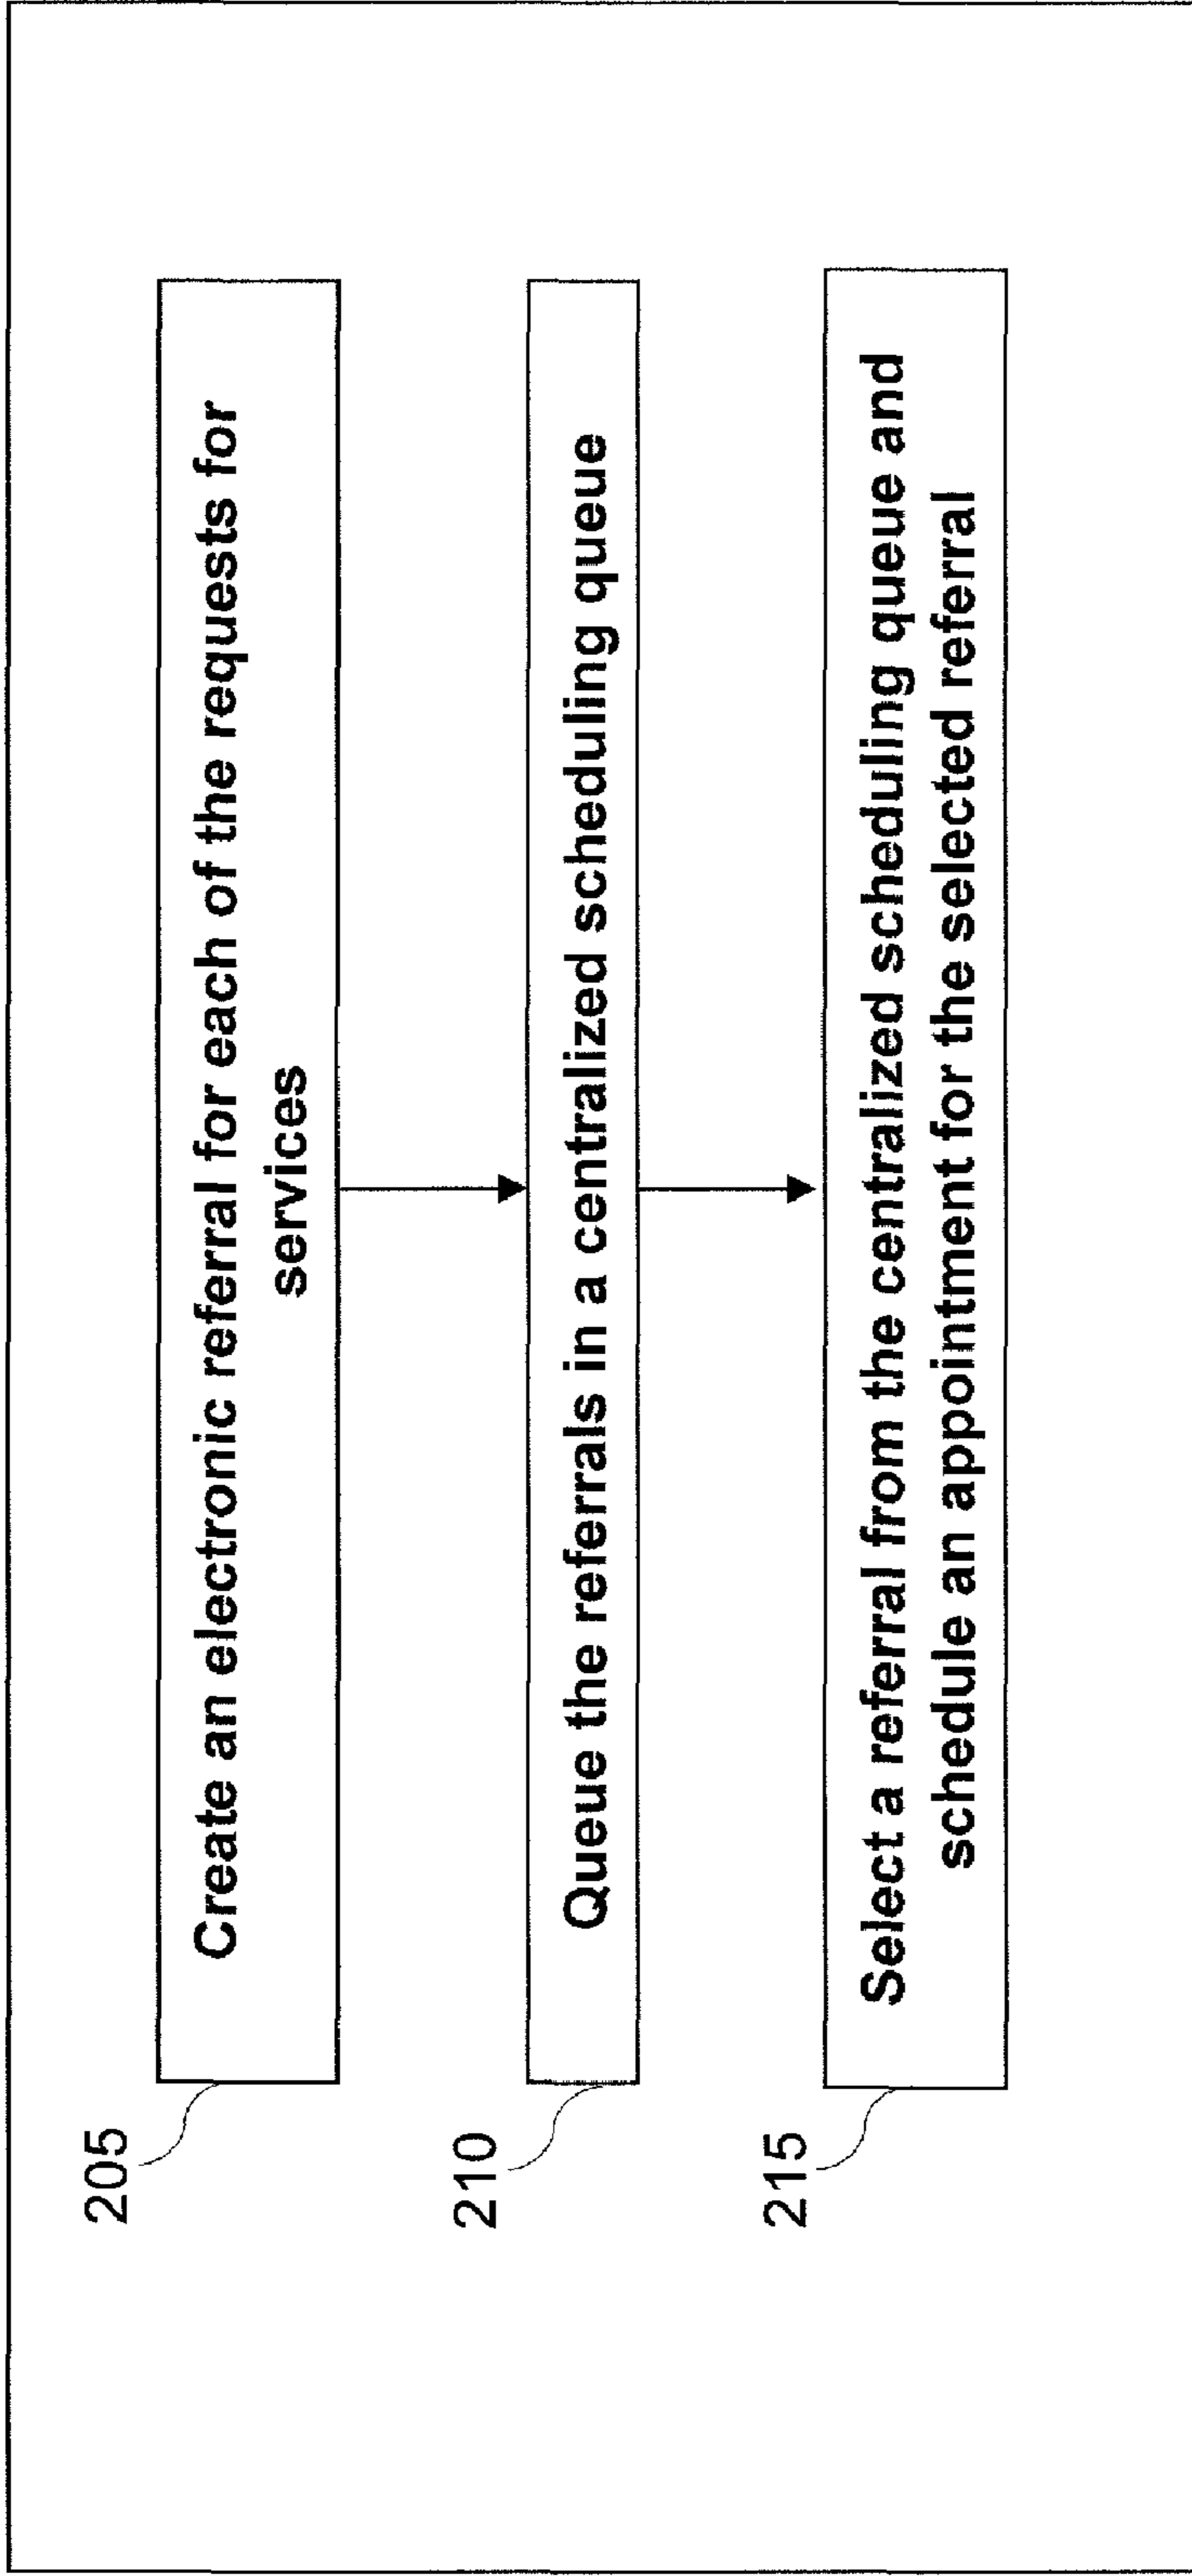 205
Create an electronic referral for each of the requests for
services
210
Queue the referrals in a centralized scheduling queue
215
Select a referral from the centralized scheduling queue and
schedule an appointment for the selected referral